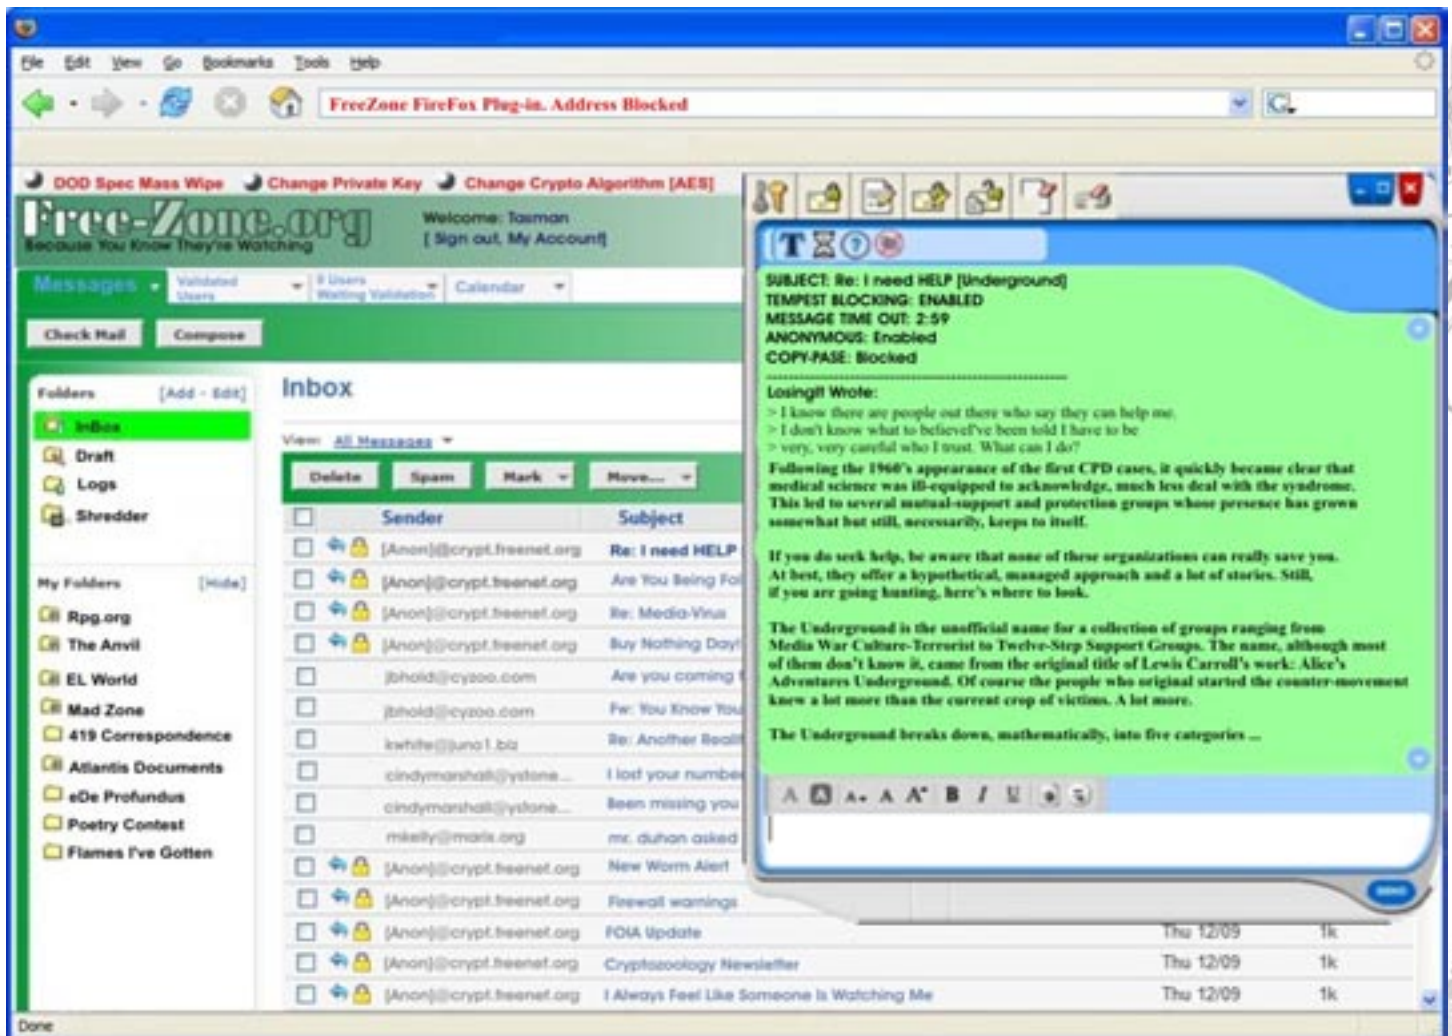 File Edit View Go Bookmarks Tools Help
FreeZone FireFox Plug-in. Address Blocked
G.
DOD Spec Mass Wipe Change Private Key Change Crypto Algorithm [AES]
Free-Zone.org
Because You Know They're Watching
Welcome: Tasman
[ Sign out, My Account]
Messages
Validated Users
Users Waiting Validation
Calendar
Check Mail Compose
Folders [Add - Edit]
InBox
Draft
Logs
Shredder
My Folders [Hide]
Rpg.org
The Anvil
EL World
Mad Zone
419 Correspondence
Atlantis Documents
eDe Profundus
Poetry Contest
Flames I've Gotten
Inbox
View: All Messages
Delete Spam Mark Move...
Sender Subject
[Anon]@crypt.freenet.org Re: I need HELP
[Anon]@crypt.freenet.org Are You Being Fol
[Anon]@crypt.freenet.org Re: Media-Virus
[Anon]@crypt.freenet.org Buy Nothing Day!
jbhold@cyzoo.com Are you coming t
jbhold@cyzoo.com Fw: You Know You
kwhite@juno1.biz Re: Another Realit
cindymarshall@ystone... I lost your number
cindymarshall@ystone... Been missing you
mkelly@maris.org mr. duhan asked
[Anon]@crypt.freenet.org New Worm Alert
[Anon]@crypt.freenet.org Firewall warnings
[Anon]@crypt.freenet.org FOIA Update Thu 12/09 1k
[Anon]@crypt.freenet.org Cryptozoology Newsletter Thu 12/09 1k
[Anon]@crypt.freenet.org I Always Feel Like Someone Is Watching Me Thu 12/09 1k
T ?
SUBJECT: Re: I need HELP [Underground]
TEMPEST BLOCKING: ENABLED
MESSAGE TIME OUT: 2:59
ANONYMOUS: Enabled
COPY-PASE: Blocked
LosingIt Wrote:
> I know there are people out there who say they can help me.
> I don't know what to believeI've been told I have to be
> very, very careful who I trust. What can I do?
Following the 1960's appearance of the first CPD cases, it quickly became clear that
medical science was ill-equipped to acknowledge, much less deal with the syndrome.
This led to several mutual-support and protection groups whose presence has grown
somewhat but still, necessarily, keeps to itself.
If you do seek help, be aware that none of these organizations can really save you.
At best, they offer a hypothetical, managed approach and a lot of stories. Still,
if you are going hunting, here's where to look.
The Underground is the unofficial name for a collection of groups ranging from
Media War Culture-Terrorist to Twelve-Step Support Groups. The name, although most
of them don't know it, came from the original title of Lewis Carroll's work: Alice's
Adventures Underground. Of course the people who original started the counter-movement
knew a lot more than the current crop of victims. A lot more.
The Underground breaks down, mathematically, into five categories ...
A A A A A B I U
SEND
Done